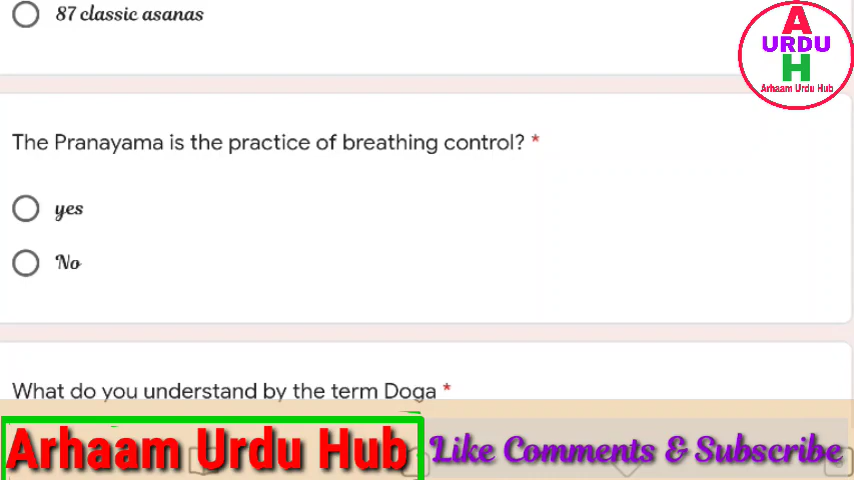 87 classic asanas
A
URDU
H
Arhaam Urdu Hub
The Pranayama is the practice of breathing control? *
yes
No
What do you understand by the term Doga *
Arhaam Urdu Hub
Like Comments & Subscribe